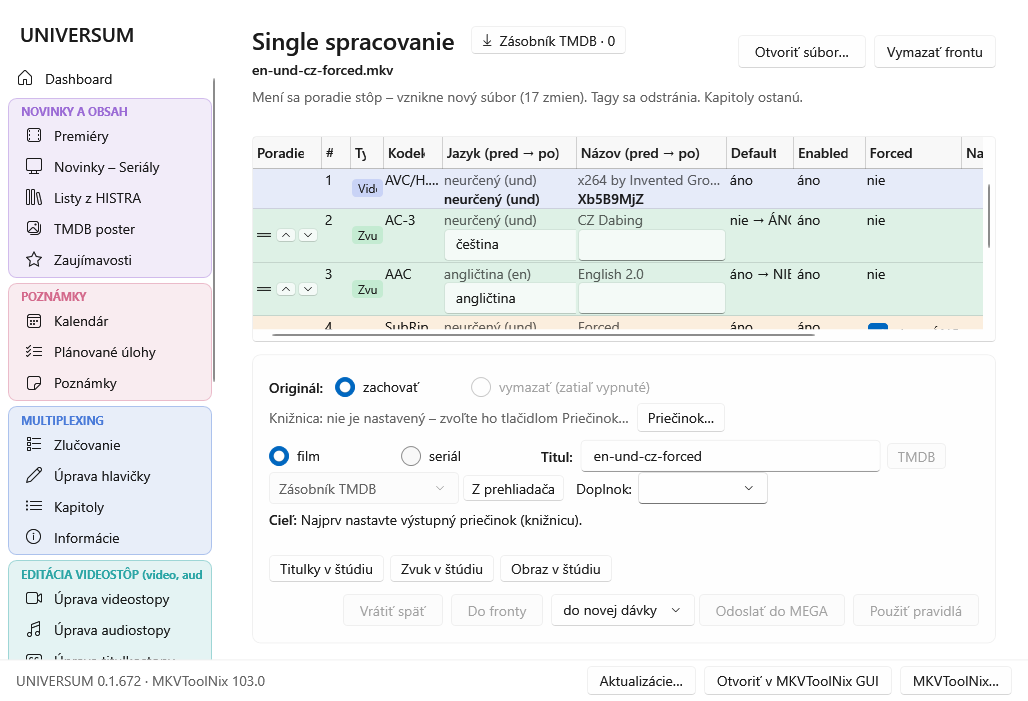 UNIVERSUM
Dashboard
NOVINKY A OBSAH
Premiéry
Novinky – Seriály
Listy z HISTRA
TMDB poster
Zaujímavosti
POZNÁMKY
Kalendár
Plánované úlohy
Poznámky
MULTIPLEXING
Zlučovanie
Úprava hlavičky
Kapitoly
Informácie
EDITÁCIA VIDEOSTÔP (video, aud
Úprava videostopy
Úprava audiostopy
Single spracovanie
Zásobník TMDB · 0
Otvoriť súbor...
Vymazať frontu
en-und-cz-forced.mkv
Mení sa poradie stôp – vznikne nový súbor (17 zmien). Tagy sa odstránia. Kapitoly ostanú.
Poradie # Ty Kodek Jazyk (pred → po) Názov (pred → po) Default Enabled Forced Na
1 Vide AVC/H.... neurčený (und) x264 by Invented Gro... áno áno nie
neurčený (und) Xb5B9MjZ
2 Zvu AC-3 neurčený (und) CZ Dabing nie → ÁNO áno nie
čeština
3 Zvu AAC angličtina (en) English 2.0 áno → NIE áno nie
angličtina
4 SubRip neurčený (und) Forced áno áno
Originál: zachovať vymazať (zatiaľ vypnuté)
Knižnica: nie je nastavený – zvoľte ho tlačidlom Priečinok... Priečinok...
film seriál Titul: en-und-cz-forced TMDB
Zásobník TMDB Z prehliadača Doplnok:
Cieľ: Najprv nastavte výstupný priečinok (knižnicu).
Titulky v štúdiu Zvuk v štúdiu Obraz v štúdiu
Vrátiť späť Do fronty do novej dávky Odoslať do MEGA Použiť pravidlá
UNIVERSUM 0.1.672 · MKVToolNix 103.0
Aktualizácie... Otvoriť v MKVToolNix GUI MKVToolNix...